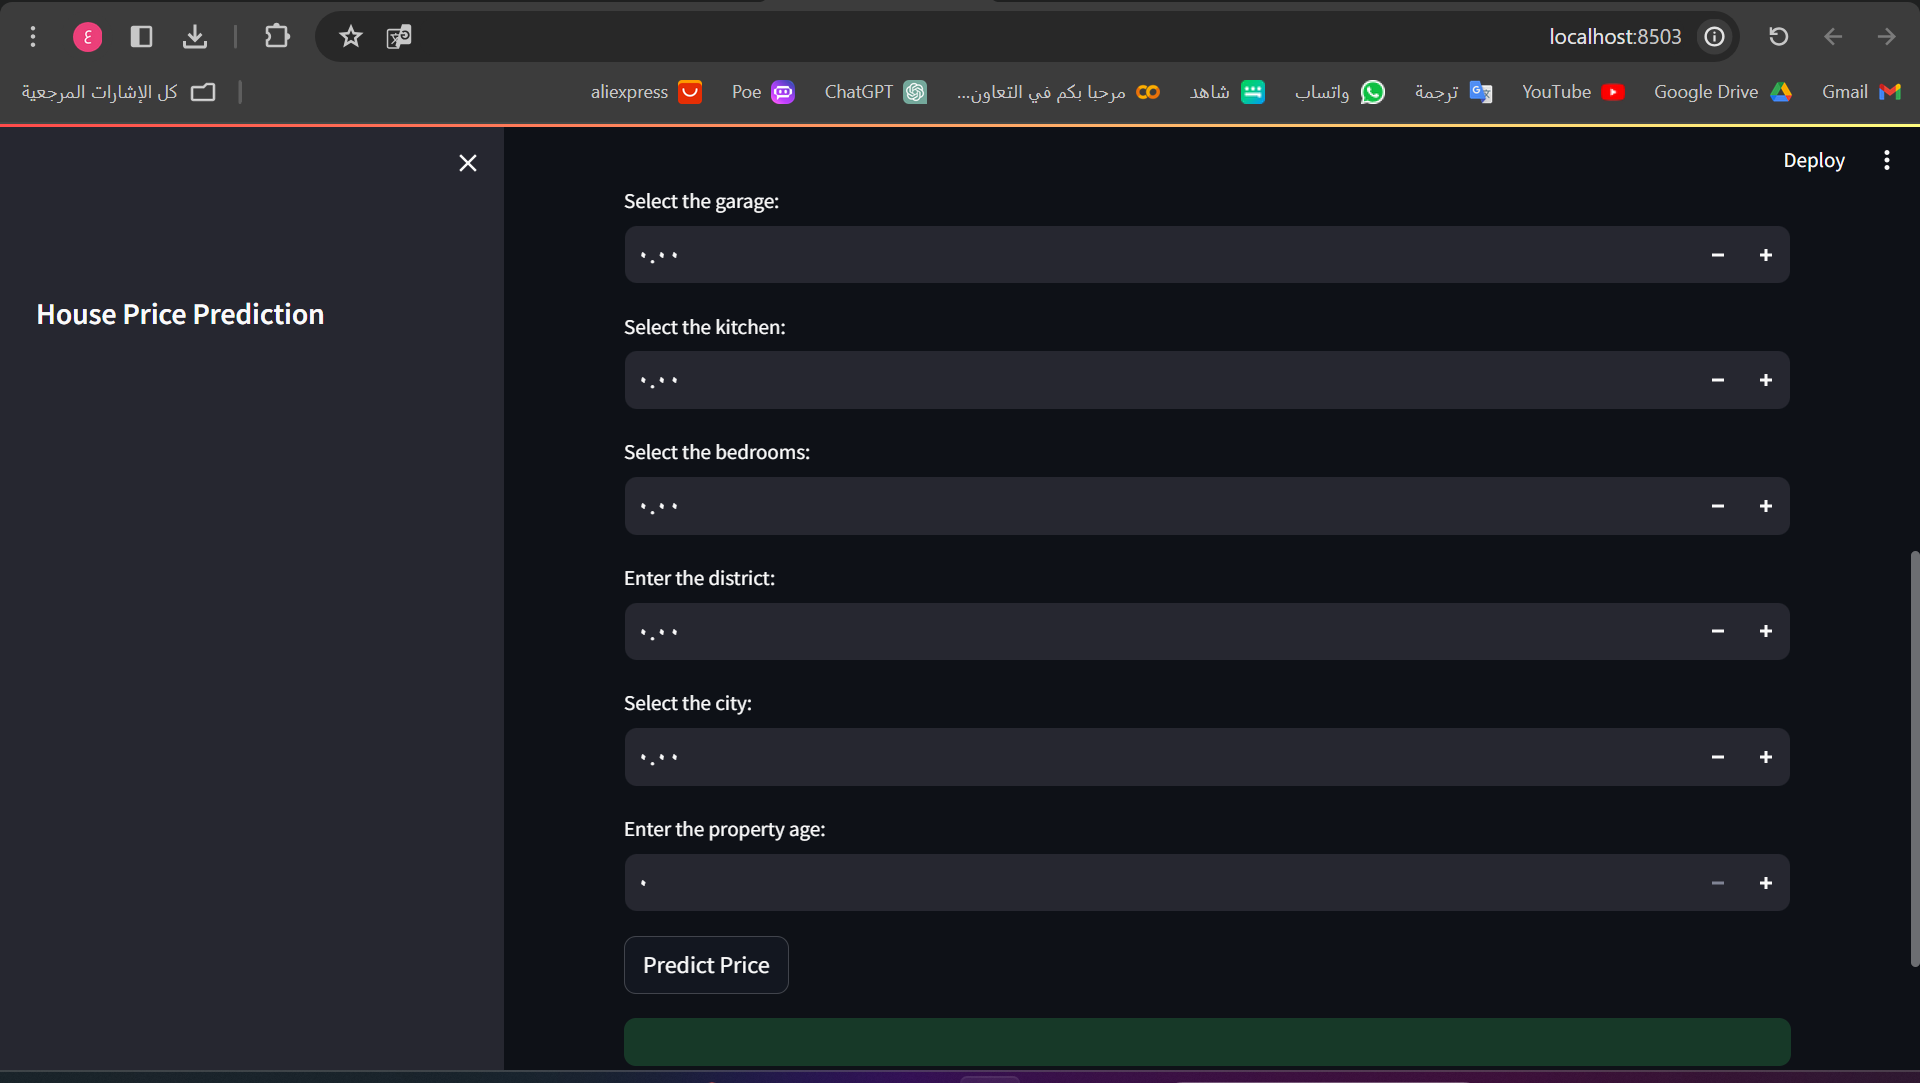 ع
localhost:8503
كل الإشارات المرجعية
aliexpress
Poe
ChatGPT
مرحبا بكم في التعاون...
شاهد
واتساب
ترجمة
YouTube
Google Drive
Gmail
Deploy
House Price Prediction
Select the garage:
٠.٠٠
Select the kitchen:
٠.٠٠
Select the bedrooms:
٠.٠٠
Enter the district:
٠.٠٠
Select the city:
٠.٠٠
Enter the property age:
٠
Predict Price